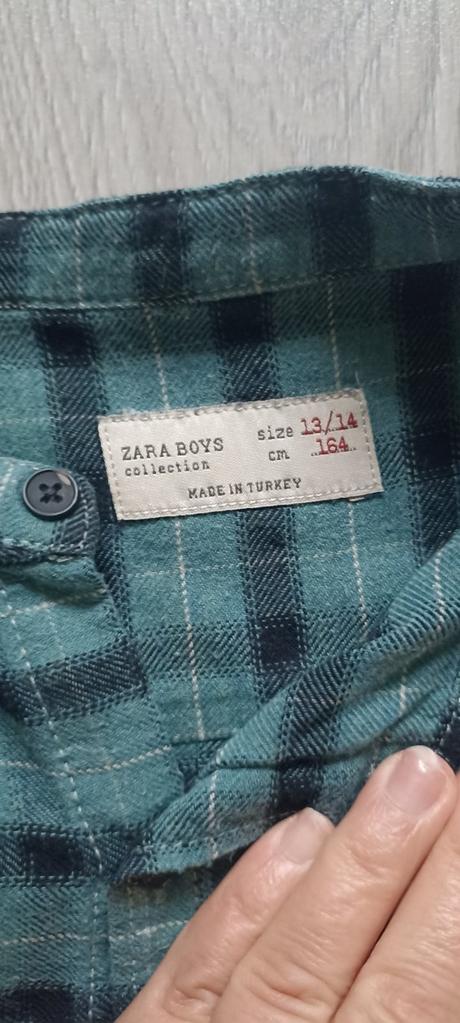 ZARA BOYS
collection
size 13/14
cm 164
MADE IN TURKEY